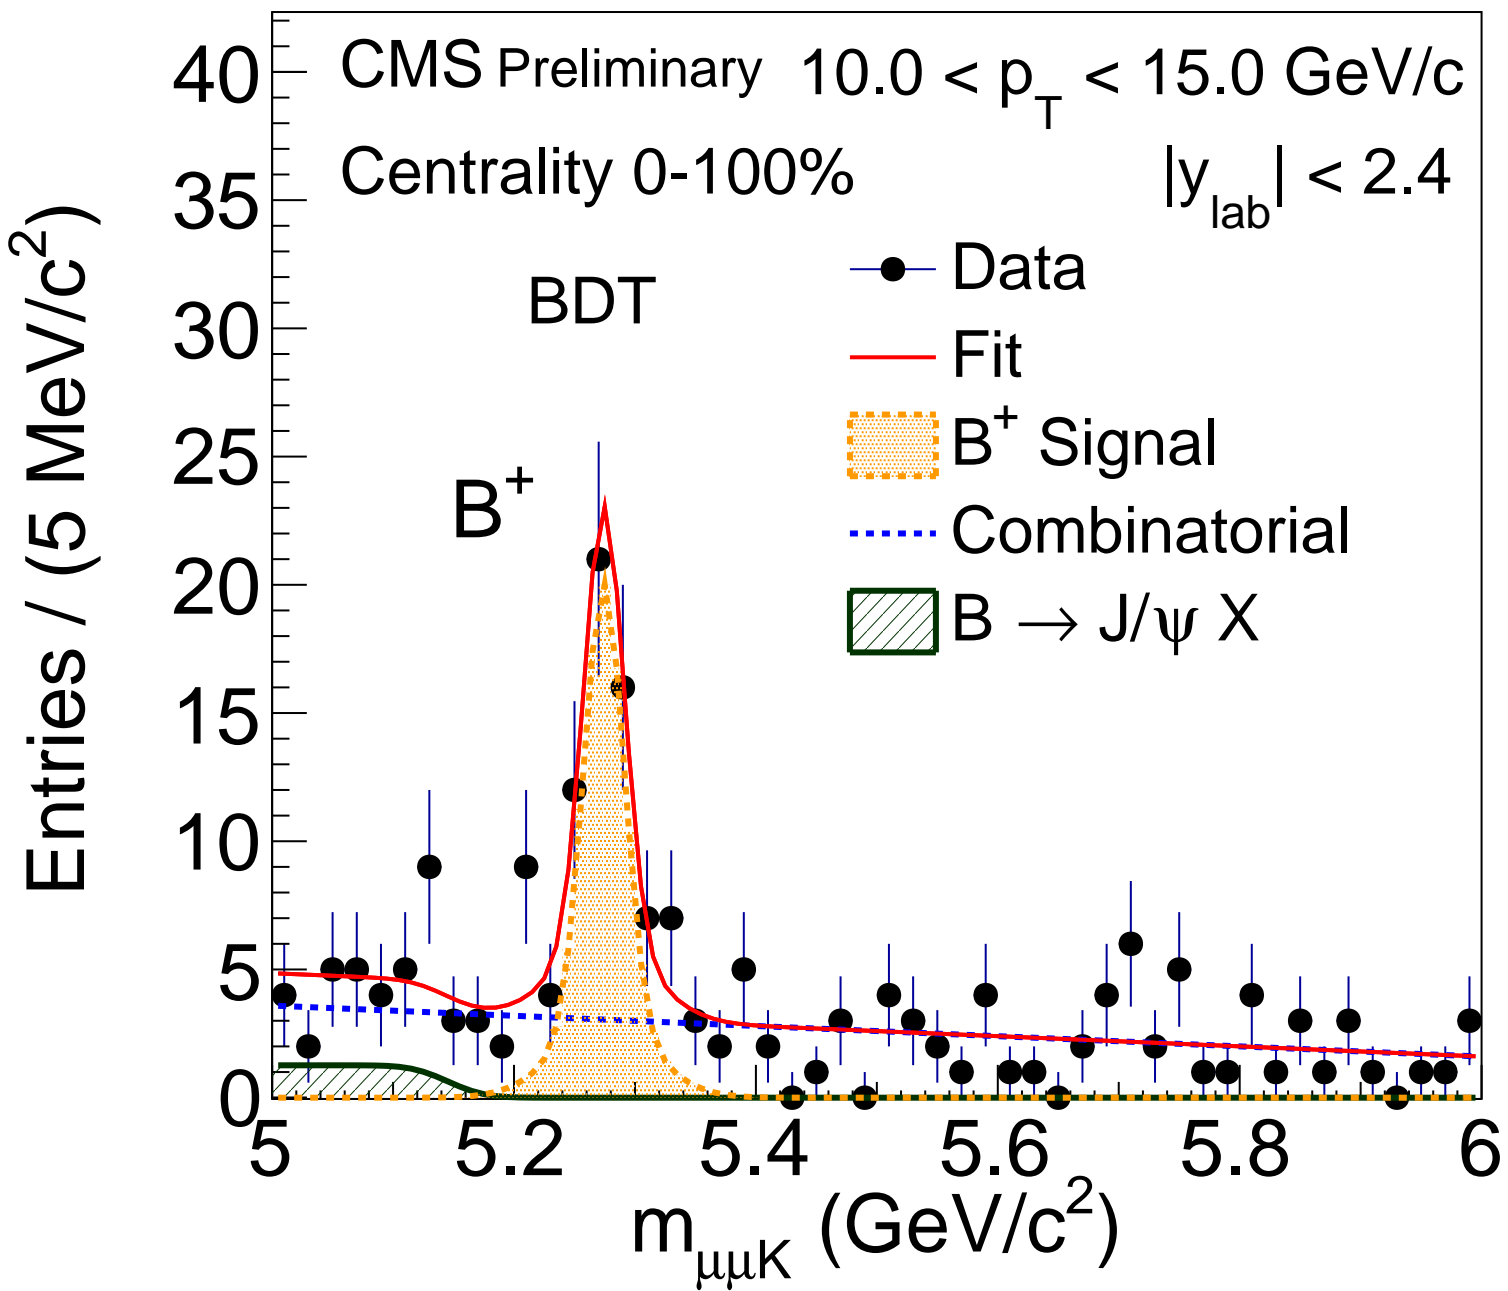 CMS Preliminary 10.0 < p_T < 15.0 GeV/c
Centrality 0-100% |y_lab| < 2.4
BDT
B⁺
Data
Fit
B⁺ Signal
Combinatorial
B → J/ψ X
Entries / (5 MeV/c²)
40
35
30
25
20
15
10
5
0
5 5.2 5.4 5.6 5.8 6
m_μμK (GeV/c²)